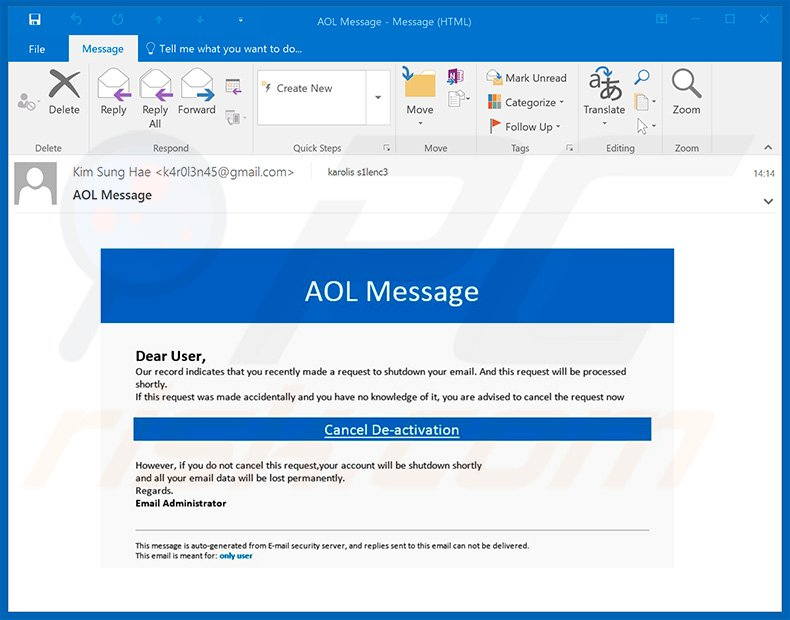 AOL Message - Message (HTML)
File
Message
Tell me what you want to do...
Delete
Reply
Reply
All
Forward
Create New
Move
Mark Unread
Categorize
Follow Up
Translate
Zoom
Delete
Respond
Quick Steps
Move
Tags
Editing
Zoom
Kim Sung Hae <k4r0l3n45@gmail.com>
karolis s1lenc3
14:14
AOL Message
AOL Message
Dear User,
Our record indicates that you recently made a request to shutdown your email. And this request will be processed
shortly.
If this request was made accidentally and you have no knowledge of it, you are advised to cancel the request now
Cancel De-activation
However, if you do not cancel this request,your account will be shutdown shortly
and all your email data will be lost permanently.
Regards.
Email Administrator
This message is auto-generated from E-mail security server, and replies sent to this email can not be delivered.
This email is meant for: only user
PC
risk.com